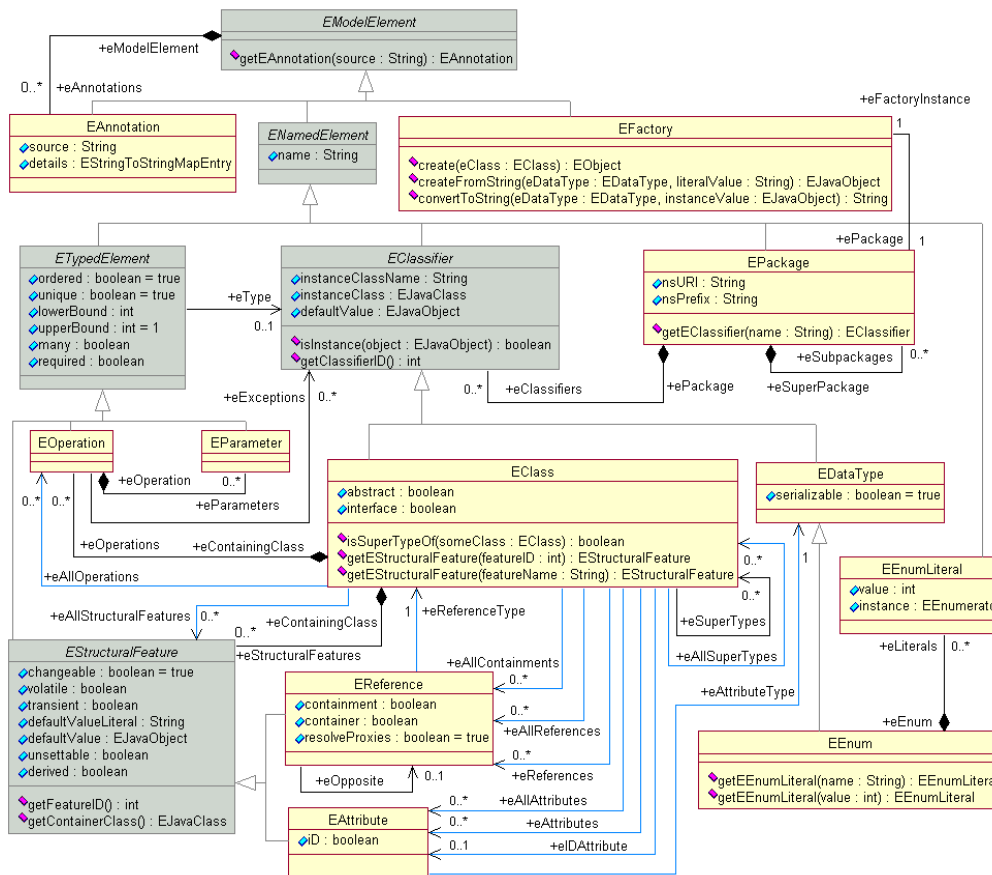 EModelElement
getEAnnotation(source : String) : EAnnotation
+eModelElement
0..*
+eAnnotations
+eFactoryInstance
EAnnotation
source : String
details : EStringToStringMapEntry
ENamedElement
name : String
EFactory
create(eClass : EClass) : EObject
createFromString(eDataType : EDataType, literalValue : String) : EJavaObject
convertToString(eDataType : EDataType, instanceValue : EJavaObject) : String
1
+ePackage
1
ETypedElement
ordered : boolean = true
unique : boolean = true
lowerBound : int
upperBound : int = 1
many : boolean
required : boolean
+eType
0..1
EClassifier
instanceClassName : String
instanceClass : EJavaClass
defaultValue : EJavaObject
isInstance(object : EJavaObject) : boolean
getClassifierID() : int
EPackage
nsURI : String
nsPrefix : String
getEClassifier(name : String) : EClassifier
+eSubpackages
0..*
+eSuperPackage
+ePackage
0..*
+eClassifiers
+eExceptions
0..*
EOperation
EParameter
+eOperation
0..*
+eParameters
0..*
0..*
+eOperations
+eContainingClass
+eAllOperations
EClass
abstract : boolean
interface : boolean
isSuperTypeOf(someClass : EClass) : boolean
getEStructuralFeature(featureID : int) : EStructuralFeature
getEStructuralFeature(featureName : String) : EStructuralFeature
EDataType
serializable : boolean = true
0..*
1
0..*
+eSuperTypes
+eAllSuperTypes
EEnumLiteral
value : int
instance : EEnumerato
+eLiterals
0..*
+eAllStructuralFeatures
0..*
+eContainingClass
0..*
+eStructuralFeatures
1
+eReferenceType
+eAllContainments
0..*
EStructuralFeature
changeable : boolean = true
volatile : boolean
transient : boolean
defaultValueLiteral : String
defaultValue : EJavaObject
unsettable : boolean
derived : boolean
getFeatureID() : int
getContainerClass() : EJavaClass
EReference
containment : boolean
container : boolean
resolveProxies : boolean = true
0..*
+eAllReferences
0..*
+eReferences
+eOpposite
0..1
+eAttributeType
+eEnum
EEnum
getEEnumLiteral(name : String) : EEnumLitera
getEEnumLiteral(value : int) : EEnumLiteral
EAttribute
iD : boolean
0..*
+eAllAttributes
0..*
+eAttributes
0..1
+eIDAttribute